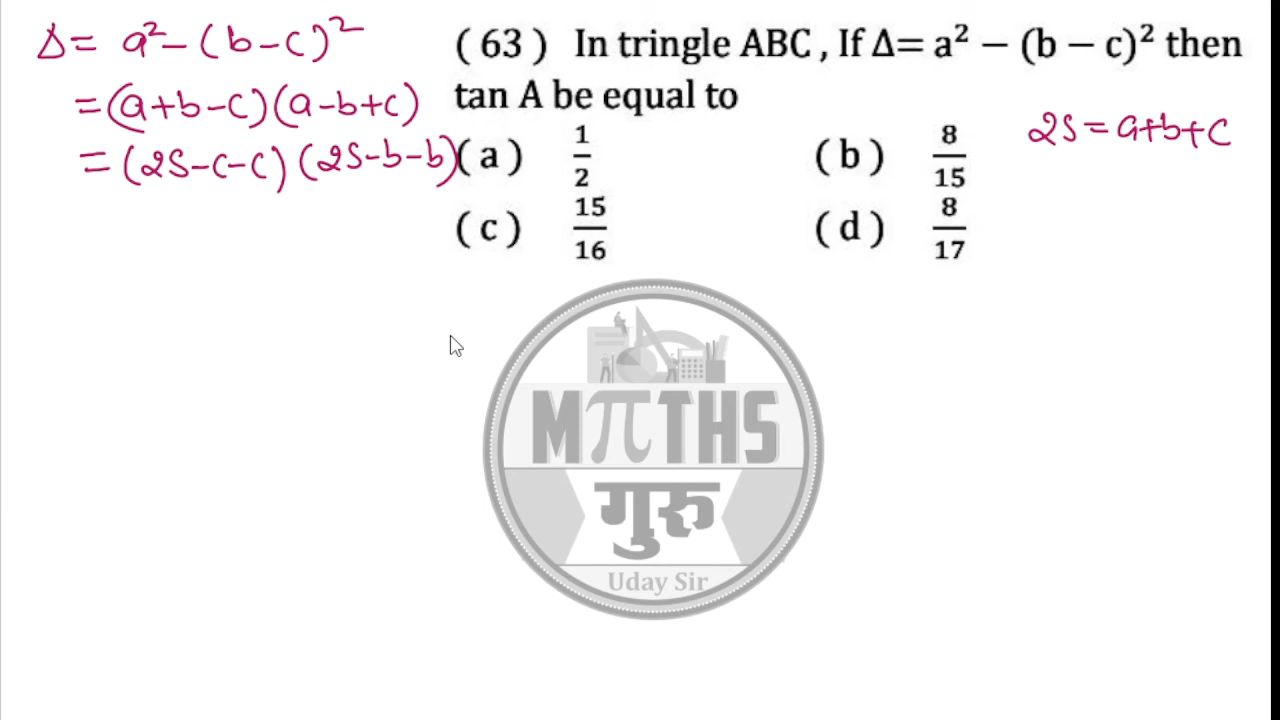 Δ = a² - (b - c)²
= (a+b-c)(a-b+c)
= (2S-c-c)(2S-b-b)
( 63 ) In tringle ABC , If Δ= a² − (b − c)² then
tan A be equal to
2S = a+b+c
( a ) 1/2 ( b ) 8/15
( c ) 15/16 ( d ) 8/17
MπTHS
गुरु
Uday Sir